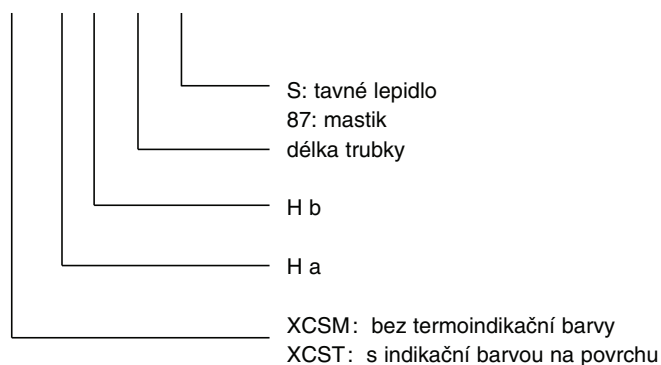 S: tavné lepidlo
87: mastik
délka trubky
H b
H a
XCSM: bez termoindikační barvy
XCST: s indikační barvou na povrchu